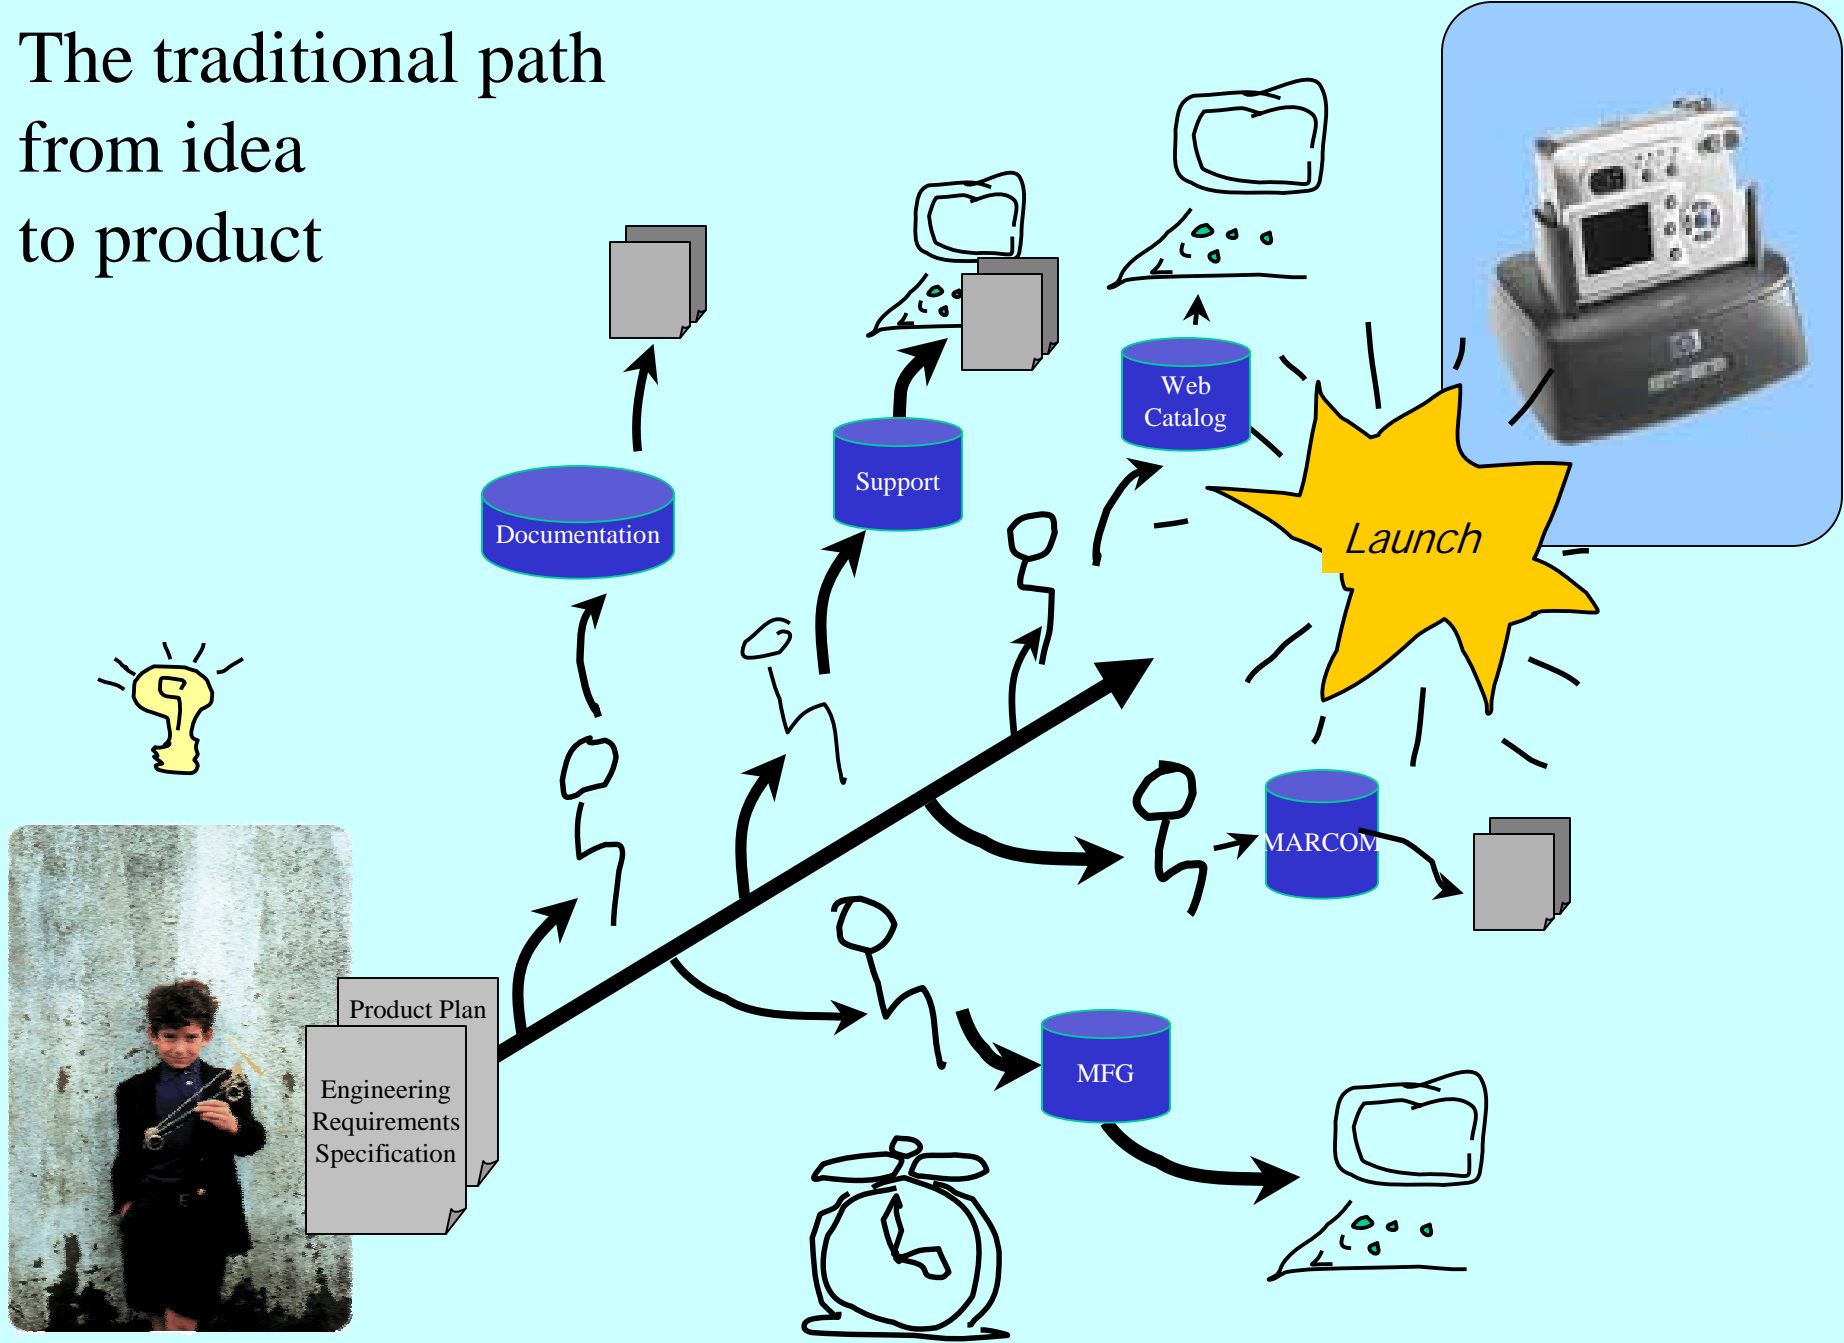 The traditional path
from idea
to product
Web
Catalog
Support
Documentation
Launch
MARCOM
Product Plan
Engineering
Requirements
Specification
MFG